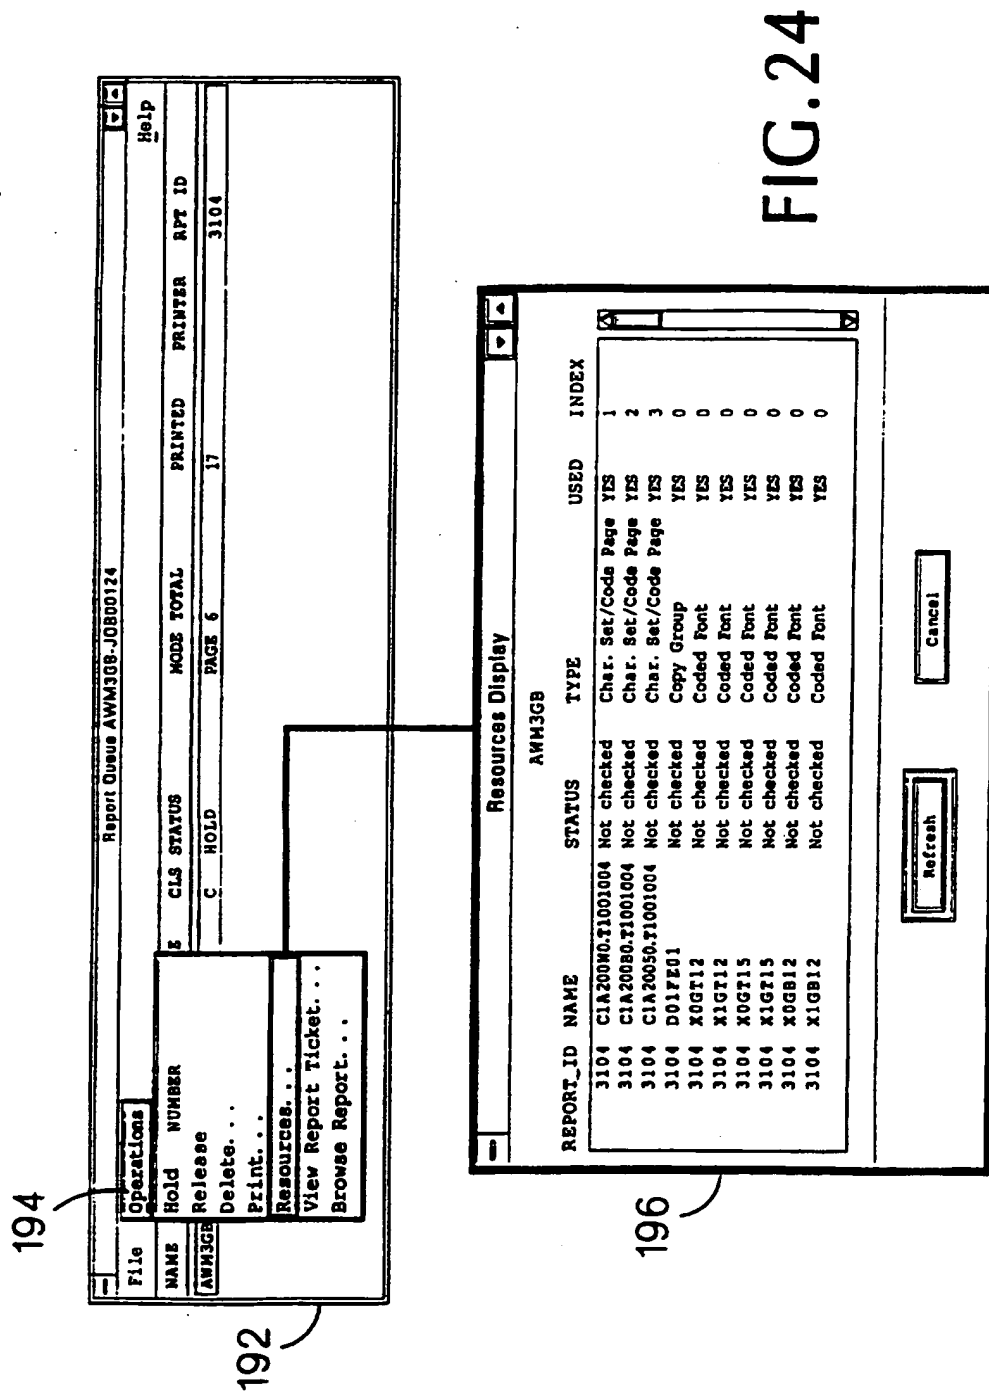 194
192
Report Queue AWM3GB-JOB00124
File Operations Help
NAME E CLS STATUS MODE TOTAL PRINTED PRINTER RPT ID
AWM3GB C HOLD PAGE 6 17 3104
Hold NUMBER
Release
Delete...
Print...
Resources...
View Report Ticket...
Browse Report...
196
Resources Display
AWM3GB
REPORT_ID NAME STATUS TYPE USED INDEX
3104 C1A200W0.T1001004 Not checked Char. Set/Code Page YES 1
3104 C1A200B0.T1001004 Not checked Char. Set/Code Page YES 2
3104 C1A20050.T1001004 Not checked Char. Set/Code Page YES 3
3104 D01FE01 Not checked Copy Group YES 0
3104 X0GT12 Not checked Coded Font YES 0
3104 X1GT12 Not checked Coded Font YES 0
3104 X0GT15 Not checked Coded Font YES 0
3104 X1GT15 Not checked Coded Font YES 0
3104 X0GB12 Not checked Coded Font YES 0
3104 X1GB12 Not checked Coded Font YES 0
Refresh Cancel
FIG.24